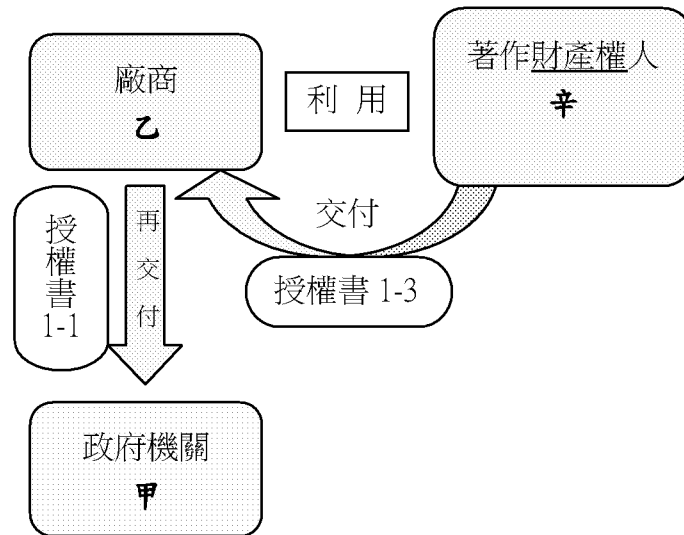 廠商
乙
利 用
著作財產權人
辛
授權書
1-1
再交付
交付
授權書 1-3
政府機關
甲